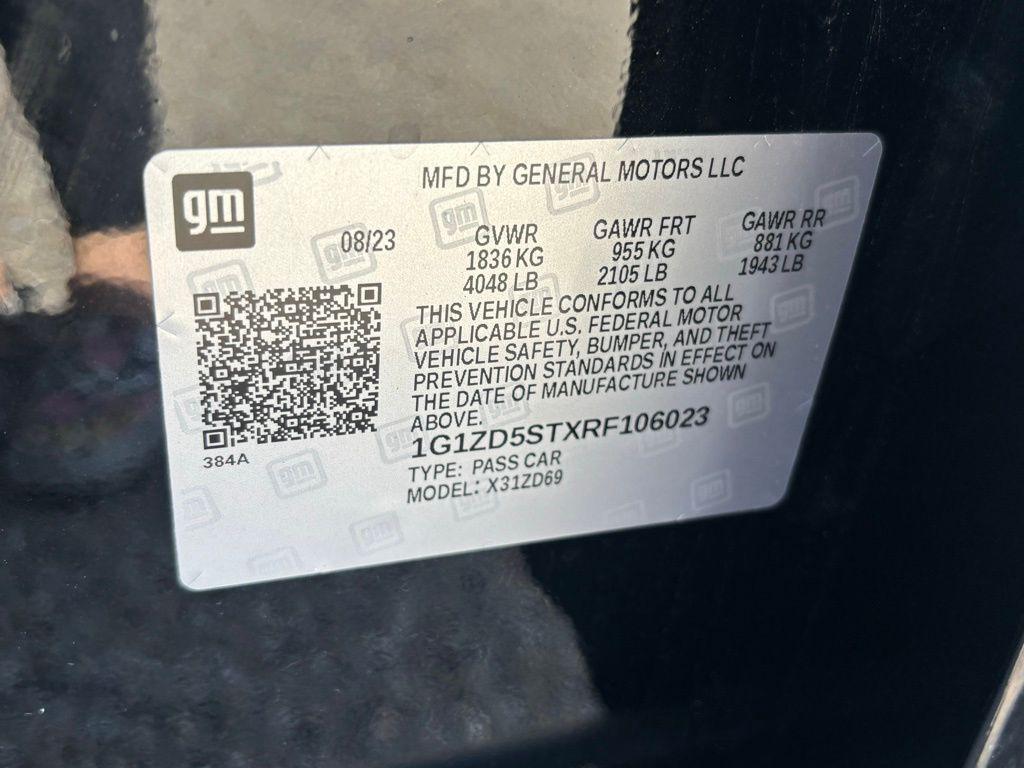 gm
MFD BY GENERAL MOTORS LLC
08/23
GVWR GAWR FRT GAWR RR
1836 KG 955 KG 881 KG
4048 LB 2105 LB 1943 LB
THIS VEHICLE CONFORMS TO ALL
APPLICABLE U.S. FEDERAL MOTOR
VEHICLE SAFETY, BUMPER, AND THEFT
PREVENTION STANDARDS IN EFFECT ON
THE DATE OF MANUFACTURE SHOWN
ABOVE.
1G1ZD5STXRF106023
384A
TYPE: PASS CAR
MODEL: X31ZD69